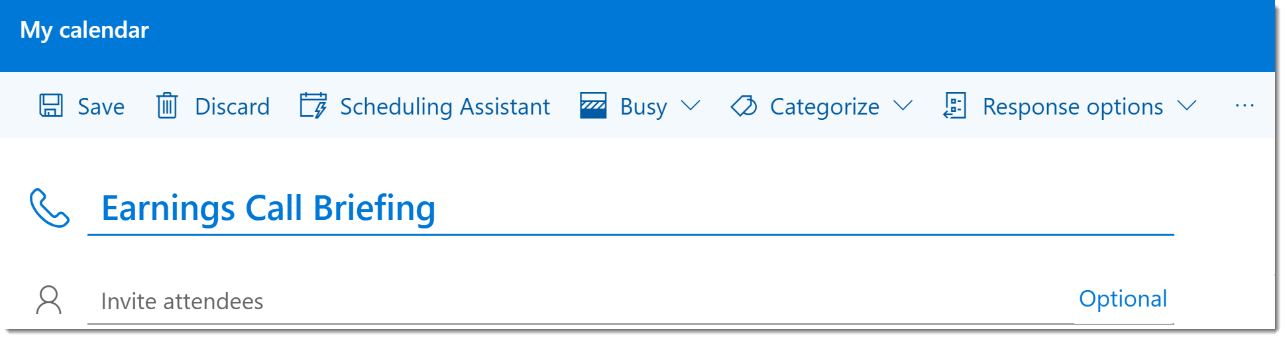 My calendar
Save Discard Scheduling Assistant Busy Categorize Response options ...
Earnings Call Briefing
Invite attendees Optional